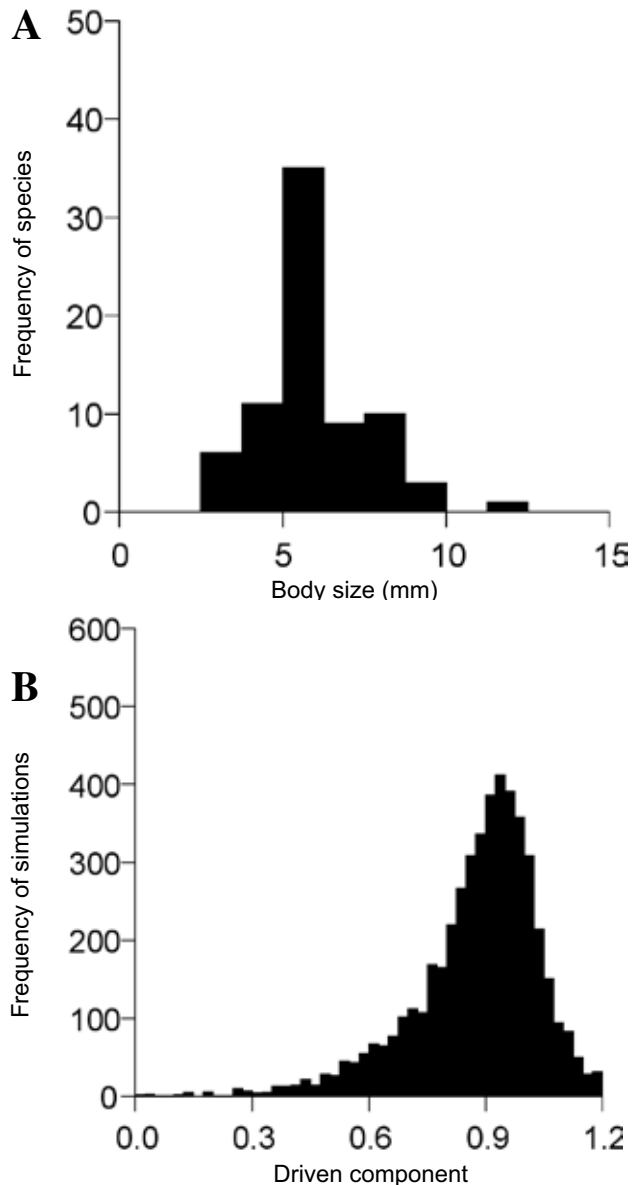 A
50
40
30
20
10
0
Frequency of species
0 5 10 15
Body size (mm)
B
600
500
400
300
200
100
0
Frequency of simulations
0.0 0.3 0.6 0.9 1.2
Driven component